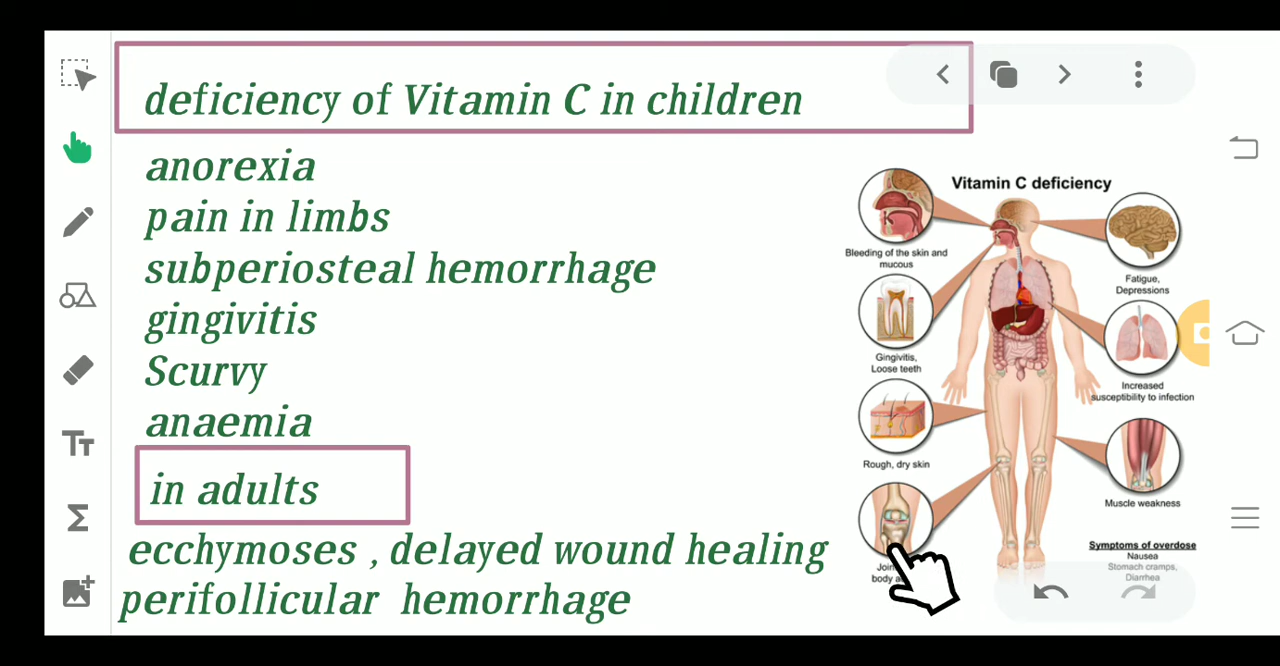 deficiency of Vitamin C in children
anorexia
pain in limbs
subperiosteal hemorrhage
gingivitis
Scurvy
anaemia
in adults
ecchymoses , delayed wound healing
perifollicular hemorrhage
Vitamin C deficiency
Bleeding of the skin and
mucous
Gingivitis,
Loose teeth
Rough, dry skin
body
Fatigue,
Depressions
Increased
susceptibility to infection
Muscle weakness
Symptoms of overdose
Nausea
Stomach cramps,
Diarrhea
TT
Σ